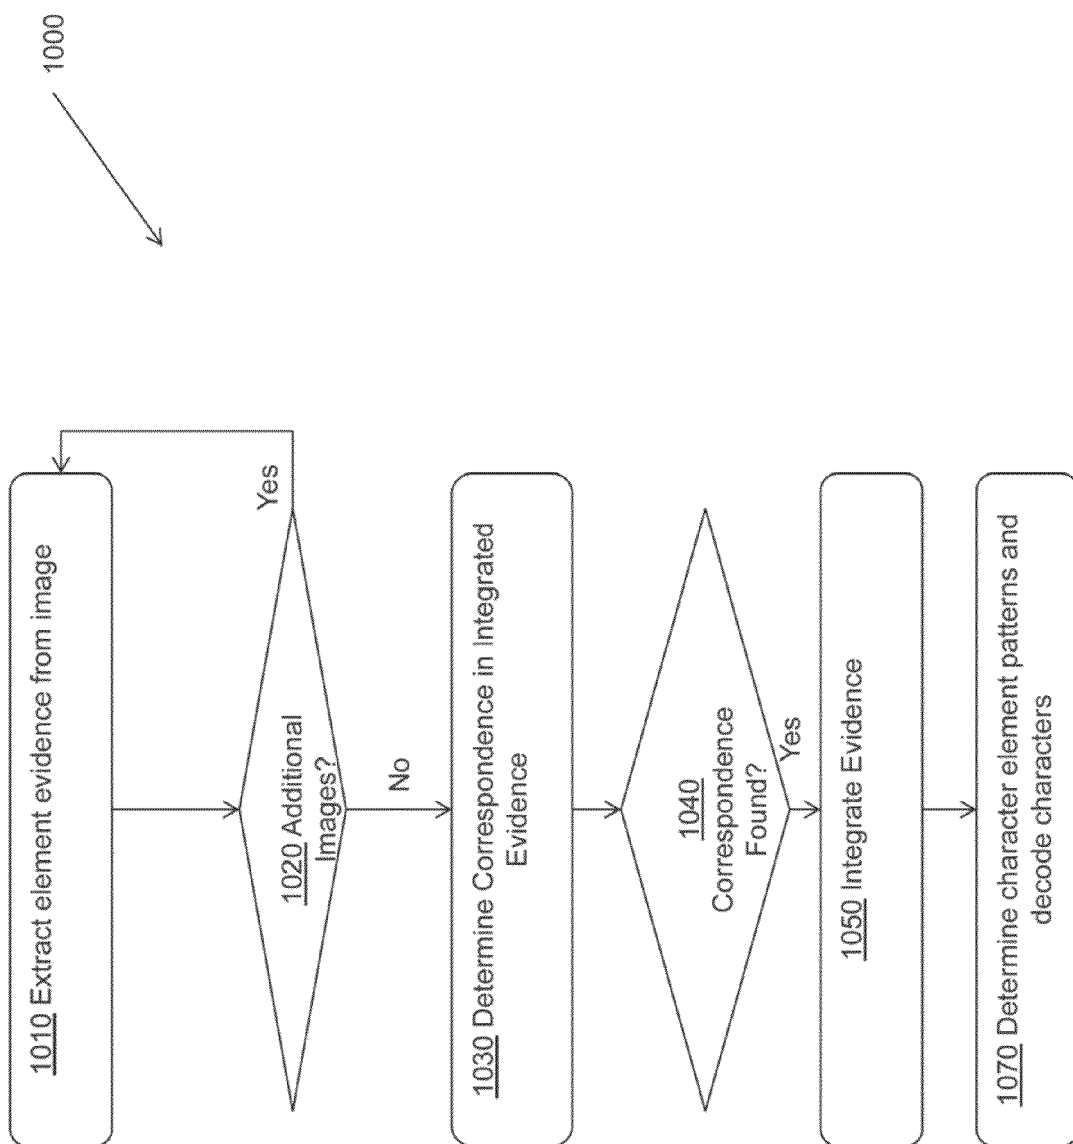 1000
1010 Extract element evidence from image
Yes
1020 Additional
Images?
No
1030 Determine Correspondence in Integrated
Evidence
1040
Correspondence
Found?
Yes
1050 Integrate Evidence
1070 Determine character element patterns and
decode characters